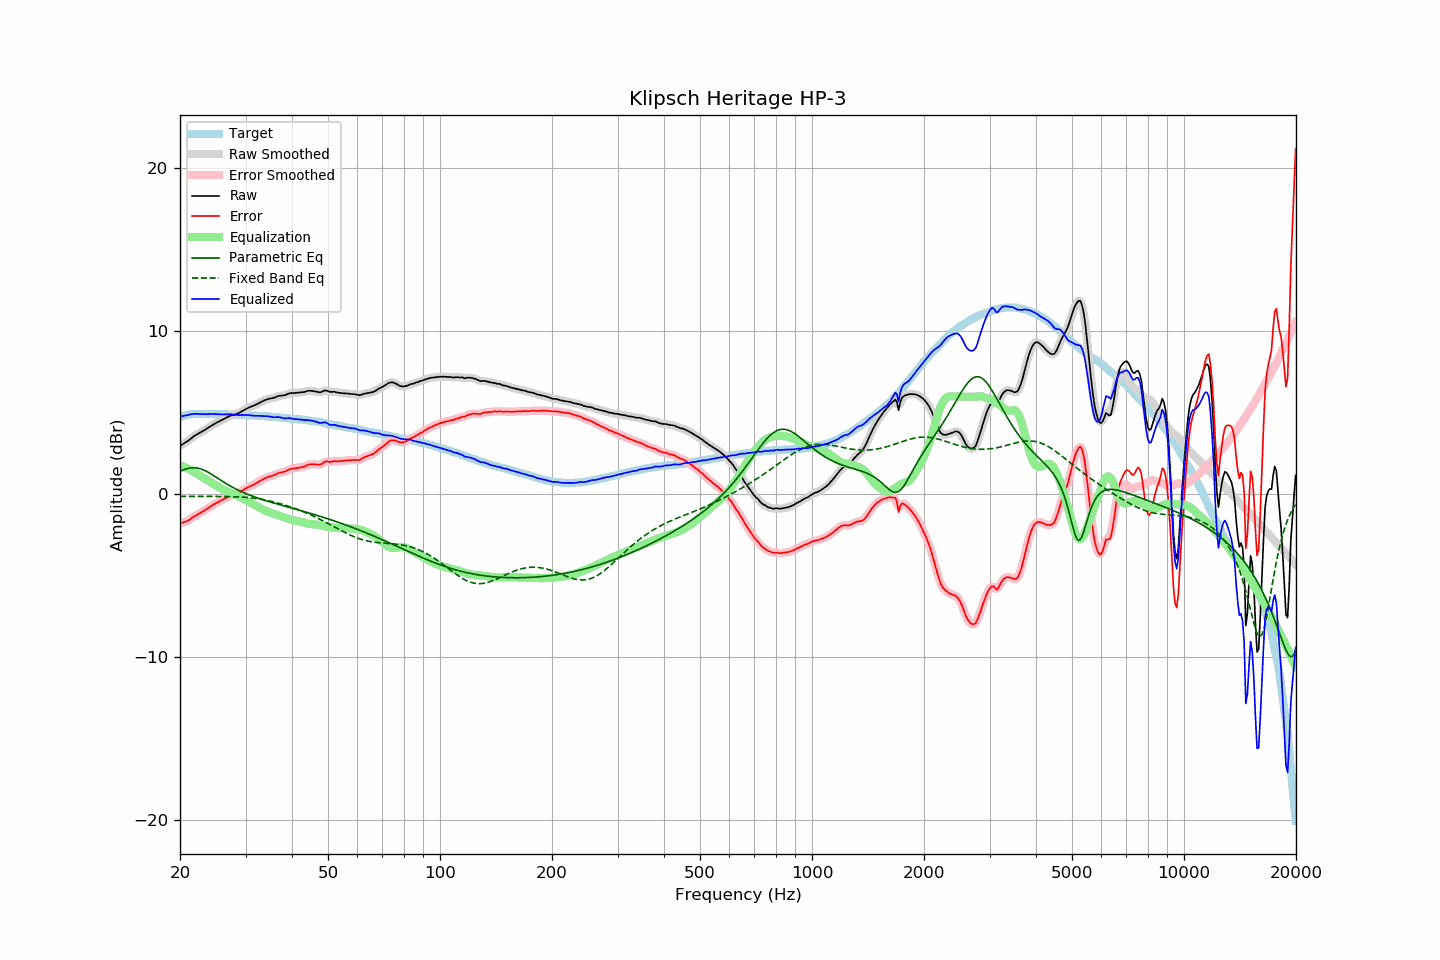 Klipsch Heritage HP-3
Target
Raw Smoothed
Error Smoothed
Raw
Error
Equalization
Parametric Eq
Fixed Band Eq
Equalized
Amplitude (dBr)
20
10
0
−10
−20
20 50 100 200 500 1000 2000 5000 10000 20000
Frequency (Hz)